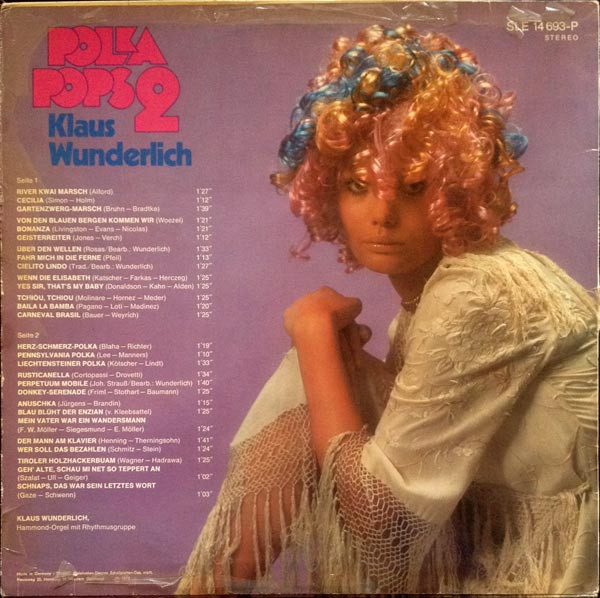 POLKA
POPS 2
Klaus
Wunderlich
SLE 14 693-P
STEREO
Seite 1
RIVER KWAI MARSCH (Alford) 1'27"
CECILIA (Simon – Holm) 1'12"
GARTENZWERG-MARSCH (Bruhn – Bradtke) 1'39"
VON DEN BLAUEN BERGEN KOMMEN WIR (Woezel) 1'21"
BONANZA (Livingston – Evans – Nicolas) 1'21"
GEISTERREITER (Jones – Verch) 1'12"
ÜBER DEN WELLEN (Rosas/Bearb.: Wunderlich) 1'33"
FAHR MICH IN DIE FERNE (Pfeil) 1'13"
CIELITO LINDO (Trad./Bearb.: Wunderlich) 1'27"
WENN DIE ELISABETH (Katscher – Farkas – Herczeg) 1'25"
YES SIR, THAT'S MY BABY (Donaldson – Kahn – Alden) 1'25"
TCHIOU, TCHIOU (Molinare – Hornez – Meder) 1'25"
BAILA LA BAMBA (Pagano – Loti – Madinez) 1'20"
CARNEVAL BRASIL (Bauer – Weyrich) 1'25"
Seite 2
HERZ-SCHMERZ-POLKA (Blaha – Richter) 1'19"
PENNSYLVANIA POLKA (Lee – Manners) 1'10"
LIECHTENSTEINER POLKA (Kötscher – Lindt) 1'33"
RUSTICANELLA (Cortopassi – Drovetti) 1'34"
PERPETUUM MOBILE (Joh. Strauß/Bearb.: Wunderlich) 1'40"
DONKEY-SERENADE (Friml – Stothart – Baumann) 1'25"
ANUSCHKA (Jürgens – Brandin) 1'15"
BLAU BLÜHT DER ENZIAN (v. Kleebsattel) 1'25"
MEIN VATER WAR EIN WANDERSMANN
(F. W. Möller – Siegesmund – E. Möller) 1'24"
DER MANN AM KLAVIER (Henning – Therningsohn) 1'41"
WER SOLL DAS BEZAHLEN (Schmitz – Stein) 1'24"
TIROLER HOLZHACKERBUAM (Wagner – Hadrawa) 1'25"
GEH' ALTE, SCHAU MI NET SO TEPPERT AN
(Szalat – Ull – Geiger) 1'02"
SCHNAPS, DAS WAR SEIN LETZTES WORT
(Gaze – Schwenn) 1'03"
KLAUS WUNDERLICH,
Hammond-Orgel mit Rhythmusgruppe
Made in Germany